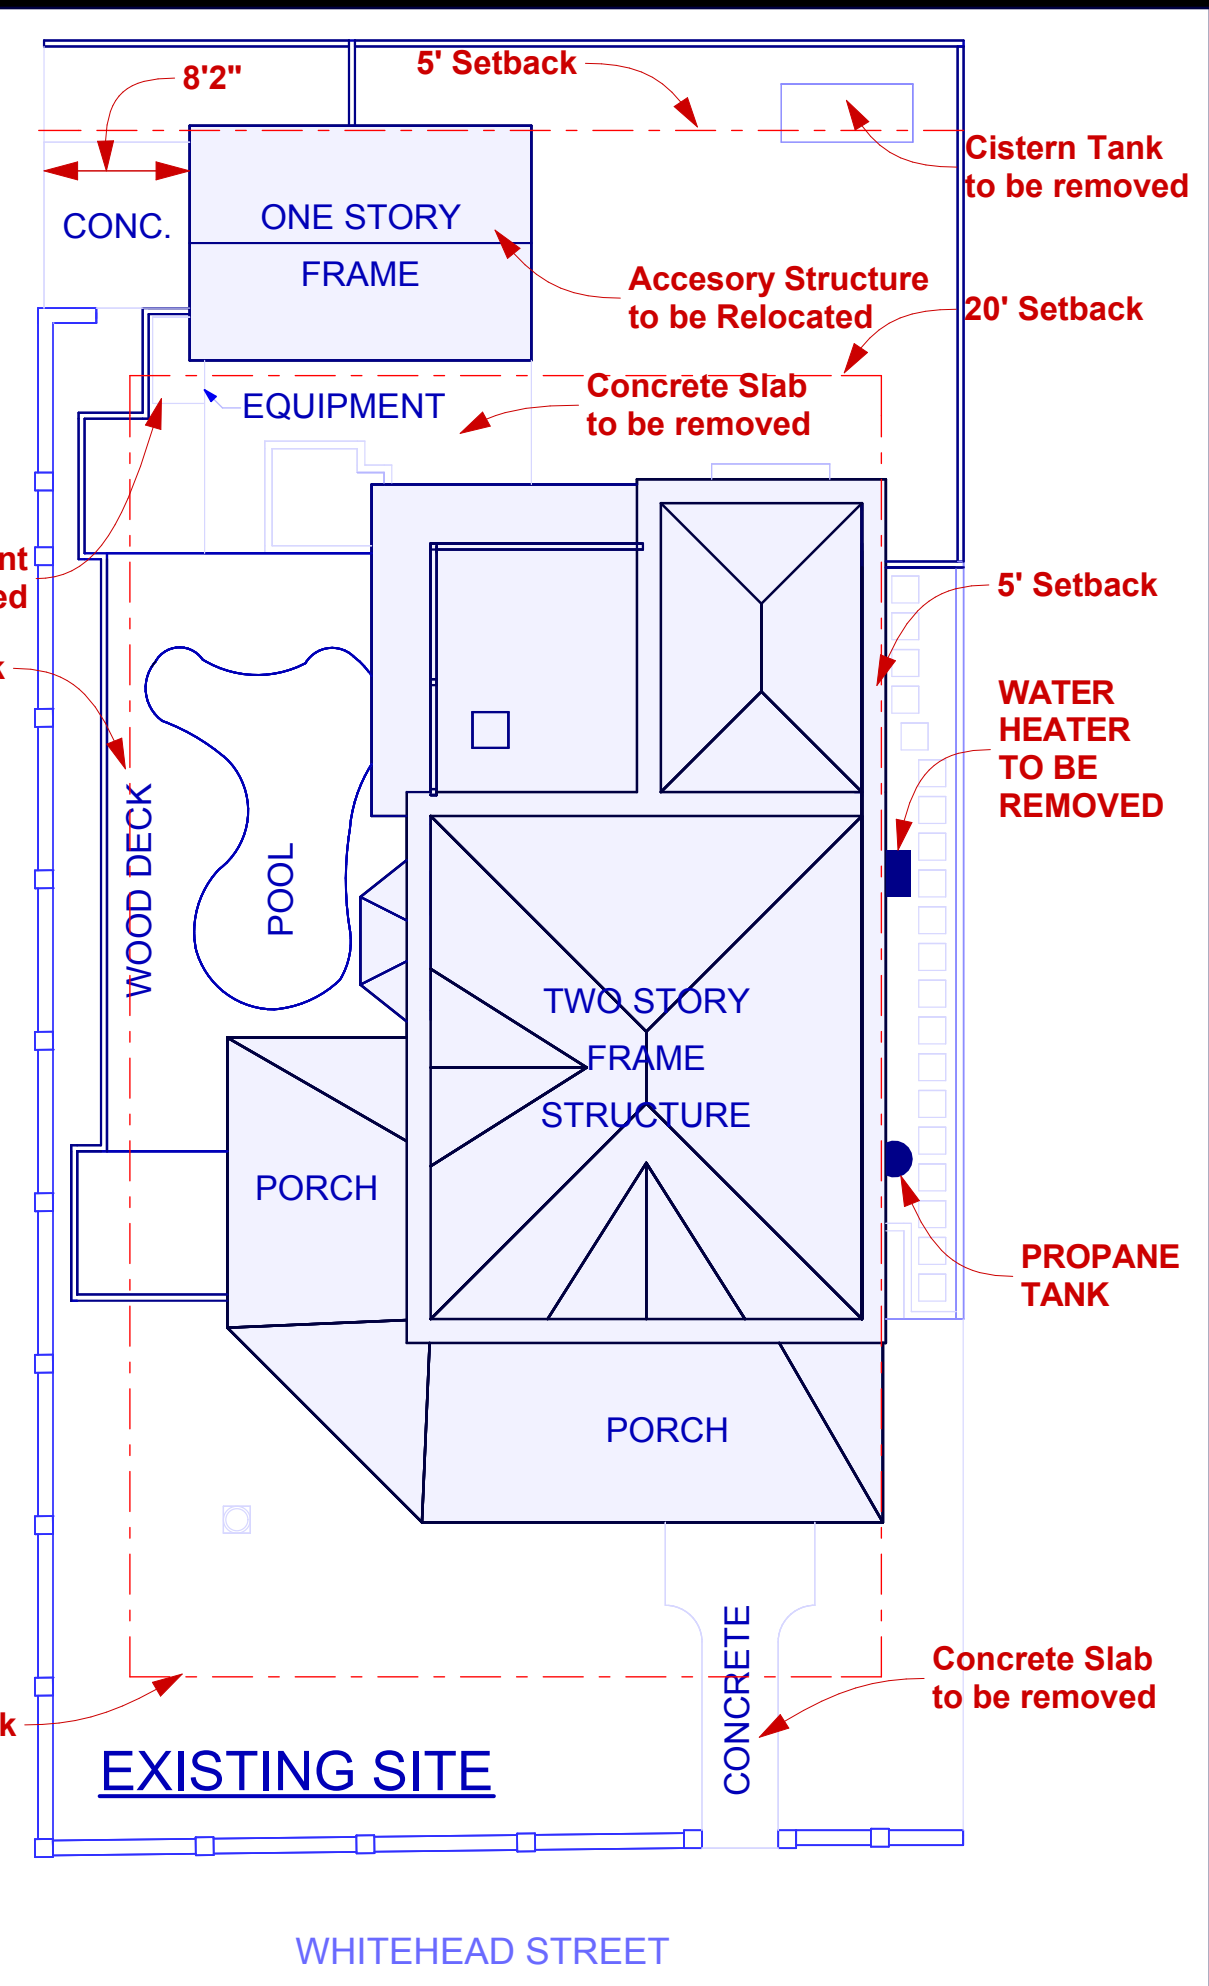 8'2"
5' Setback
Cistern Tank
to be removed
CONC.
ONE STORY
FRAME
Accesory Structure
to be Relocated
20' Setback
Concrete Slab
to be removed
EQUIPMENT
5' Setback
WATER
HEATER
TO BE
REMOVED
WOOD DECK
POOL
TWO STORY
FRAME
STRUCTURE
PORCH
PROPANE
TANK
PORCH
CONCRETE
Concrete Slab
to be removed
EXISTING SITE
WHITEHEAD STREET